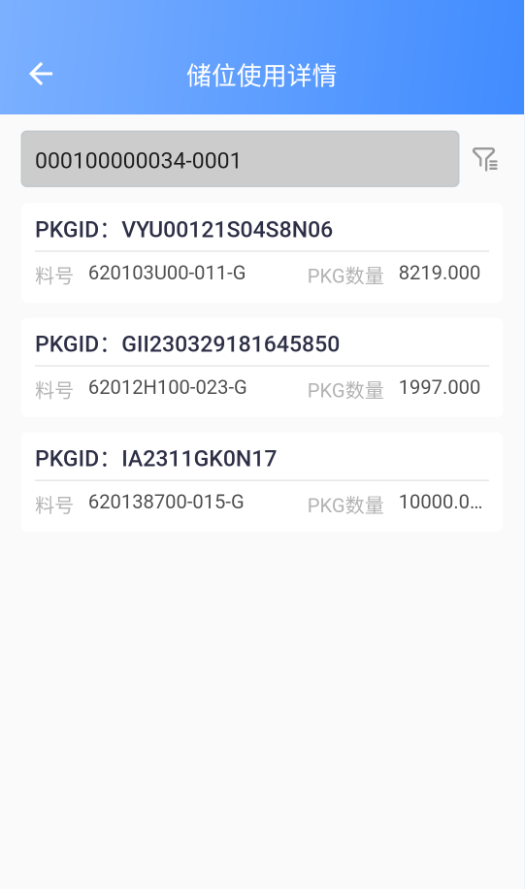 储位使用详情
000100000034-0001
PKGID：VYU00121S04S8N06
料号 620103U00-011-G PKG数量 8219.000
PKGID：GII230329181645850
料号 62012H100-023-G PKG数量 1997.000
PKGID：IA2311GK0N17
料号 620138700-015-G PKG数量 10000.0...